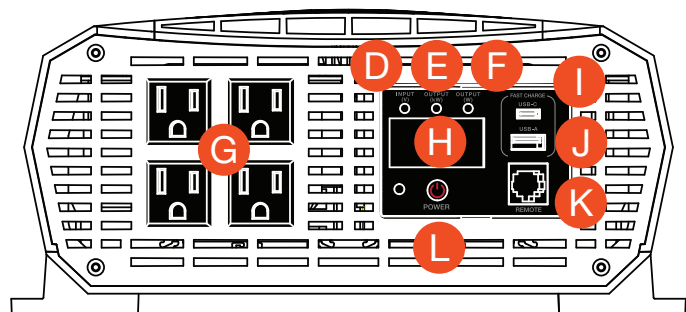 D E F
I
INPUT OUTPUT OUTPUT
(V) (kW) (W)
FAST CHARGE
USB-C
USB-A
G
H
J
K
POWER
REMOTE
L